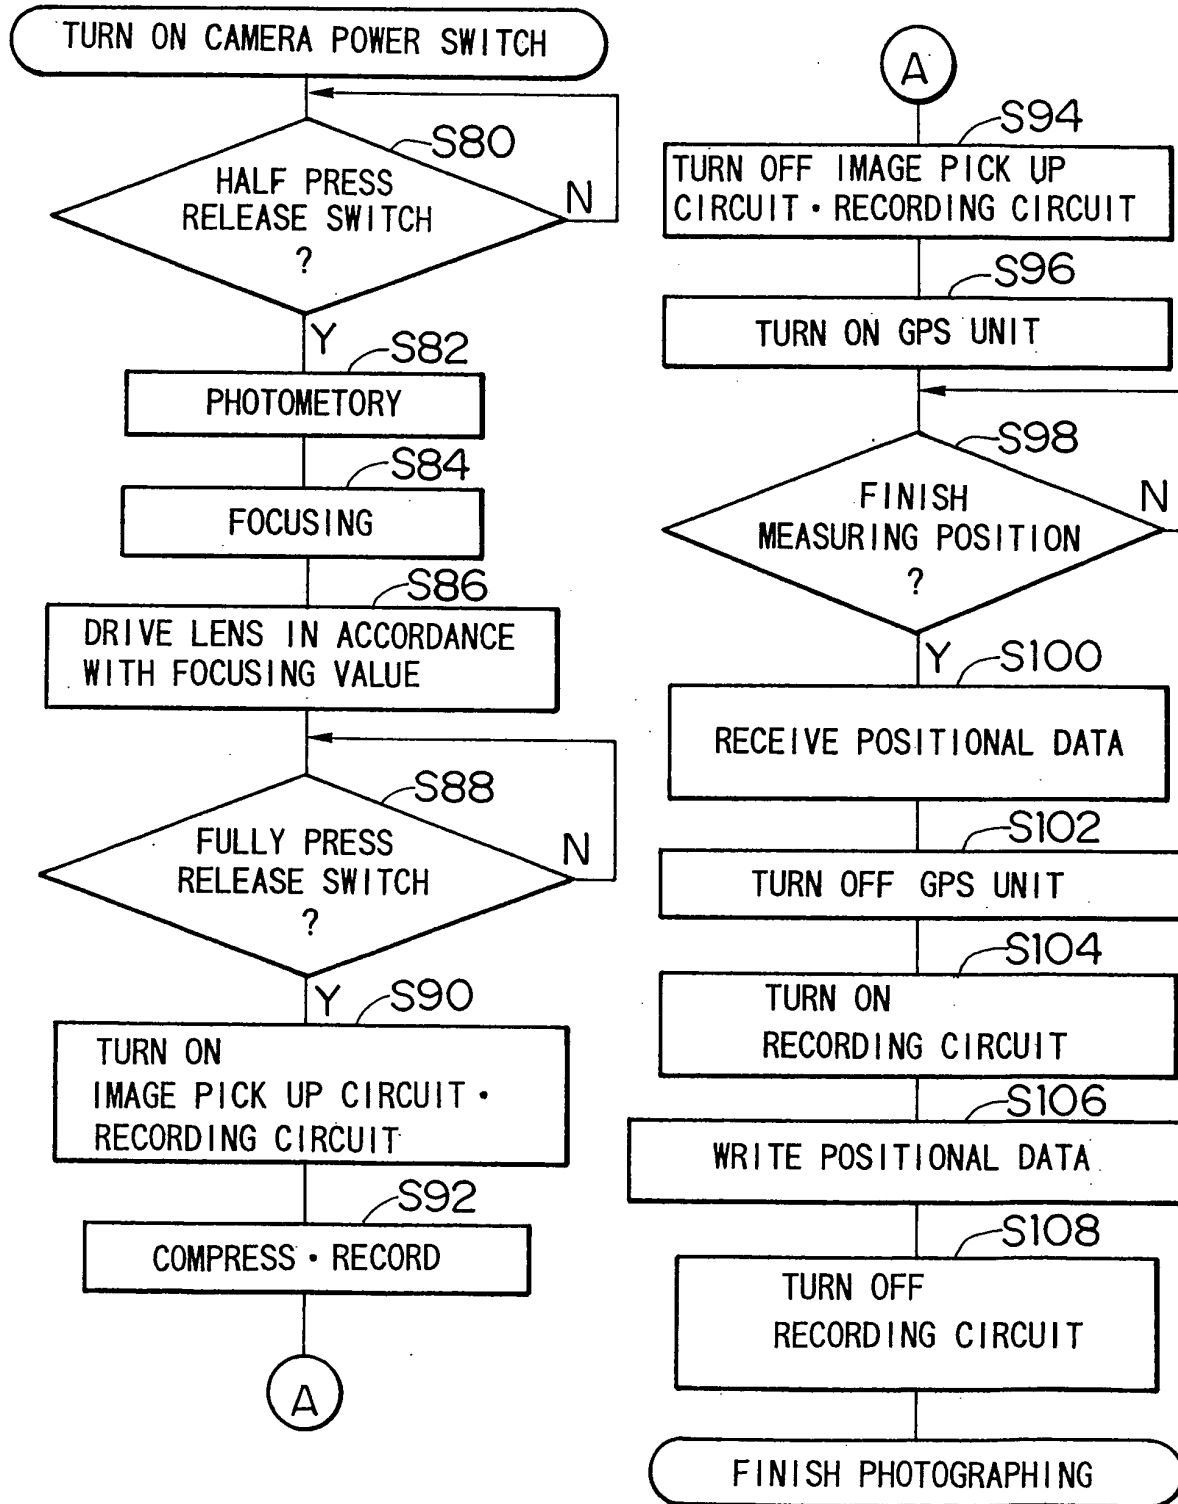 TURN ON CAMERA POWER SWITCH
S80
HALF PRESS
RELEASE SWITCH
?
N
Y
S82
PHOTOMETORY
S84
FOCUSING
S86
DRIVE LENS IN ACCORDANCE
WITH FOCUSING VALUE
S88
FULLY PRESS
RELEASE SWITCH
?
N
Y
S90
TURN ON
IMAGE PICK UP CIRCUIT・
RECORDING CIRCUIT
S92
COMPRESS・RECORD
A
A
S94
TURN OFF IMAGE PICK UP
CIRCUIT・RECORDING CIRCUIT
S96
TURN ON GPS UNIT
S98
FINISH
MEASURING POSITION
?
N
Y
S100
RECEIVE POSITIONAL DATA
S102
TURN OFF GPS UNIT
S104
TURN ON
RECORDING CIRCUIT
S106
WRITE POSITIONAL DATA
S108
TURN OFF
RECORDING CIRCUIT
FINISH PHOTOGRAPHING